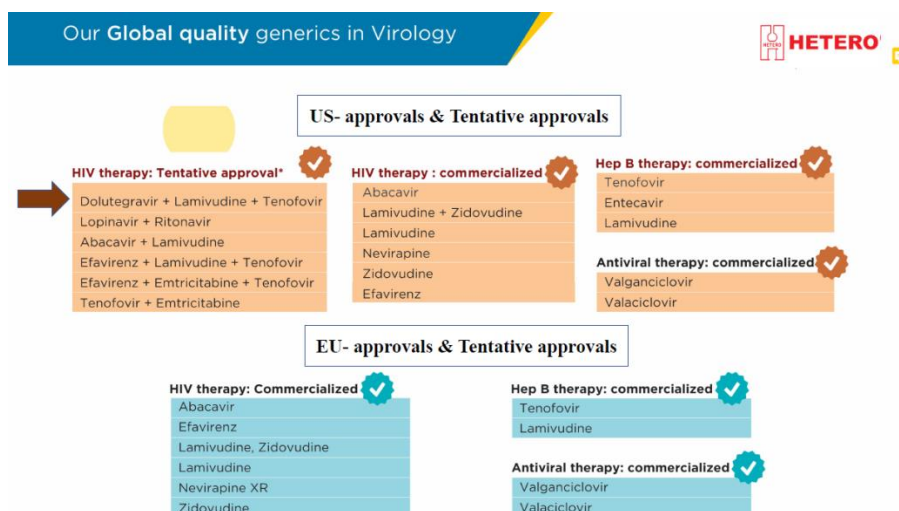 Our Global quality generics in Virology
HETERO
HETERO
US- approvals & Tentative approvals
HIV therapy: Tentative approval*
Dolutegravir + Lamivudine + Tenofovir
Lopinavir + Ritonavir
Abacavir + Lamivudine
Efavirenz + Lamivudine + Tenofovir
Efavirenz + Emtricitabine + Tenofovir
Tenofovir + Emtricitabine
HIV therapy : commercialized
Abacavir
Lamivudine + Zidovudine
Lamivudine
Nevirapine
Zidovudine
Efavirenz
Hep B therapy: commercialized
Tenofovir
Entecavir
Lamivudine
Antiviral therapy: commercialized
Valganciclovir
Valaciclovir
EU- approvals & Tentative approvals
HIV therapy: Commercialized
Abacavir
Efavirenz
Lamivudine, Zidovudine
Lamivudine
Nevirapine XR
Zidovudine
Hep B therapy: commercialized
Tenofovir
Lamivudine
Antiviral therapy: commercialized
Valganciclovir
Valaciclovir